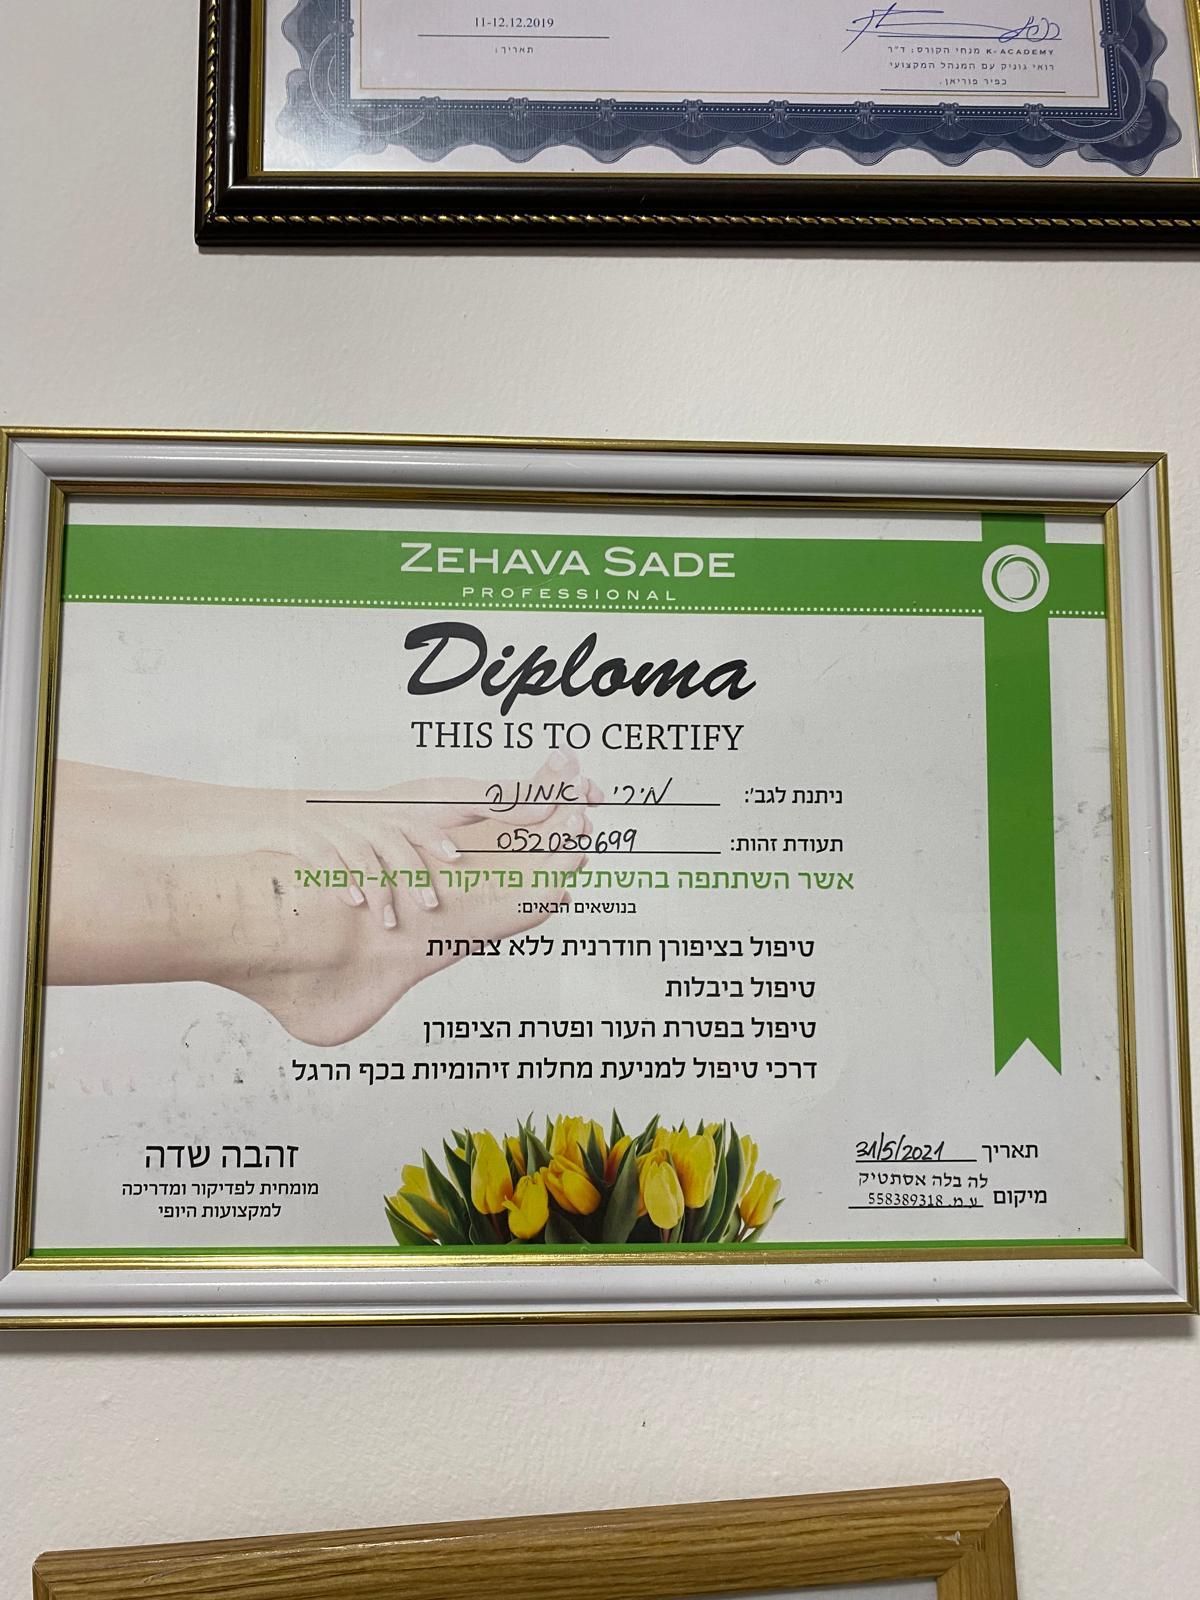 11-12.12.2019
תאריך:
K-ACADEMY מנחי הקורס: ד"ר
רואי גוניק עם המנהל המקצועי
כפיר פוריאן.
ZEHAVA SADE
PROFESSIONAL
Diploma
THIS IS TO CERTIFY
ניתנת לגב': מירי אמונה
תעודת זהות: 052030699
אשר השתתפה בהשתלמות פדיקור פרא-רפואי
בנושאים הבאים:
טיפול בציפורן חודרנית ללא צבתית
טיפול ביבלות
טיפול בפטרת העור ופטרת הציפורן
דרכי טיפול למניעת מחלות זיהומיות בכף הרגל
תאריך 31/5/2021
מיקום לה בלה אסתטיק
ע.מ. 558389318
זהבה שדה
מומחית לפדיקור ומדריכה
למקצועות היופי